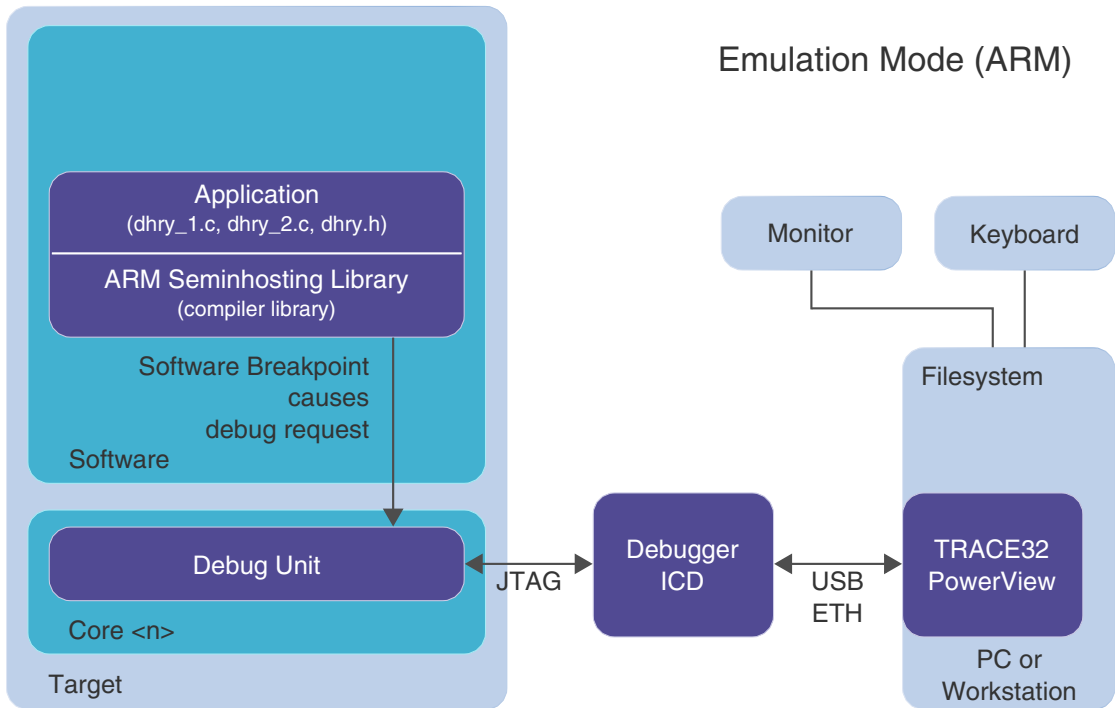 Emulation Mode (ARM)
Application
(dhry_1.c, dhry_2.c, dhry.h)
ARM Seminhosting Library
(compiler library)
Software Breakpoint
causes
debug request
Software
Debug Unit
Core <n>
Target
JTAG
Debugger
ICD
USB
ETH
Monitor
Keyboard
Filesystem
TRACE32
PowerView
PC or
Workstation